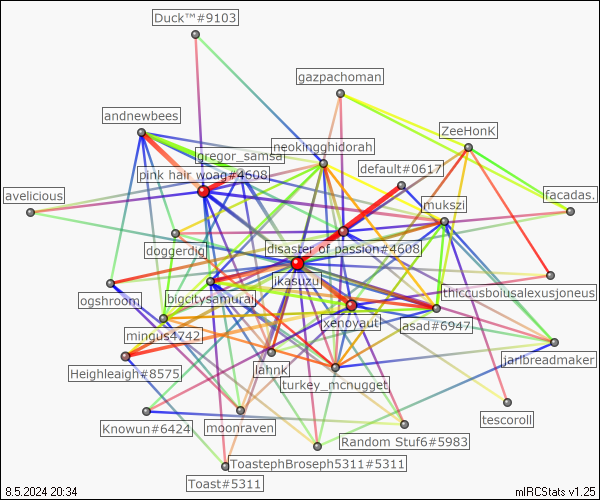 Duck™#9103
gazpachoman
andnewbees
ZeeHonK
neokingghidorah
gregor_samsa
default#0617
pink hair woag#4608
avelicious
mukszi
facadas.
doggerdig
disaster of passion#4608
jikasuzu
thiccusboiusalexusjoneus
ogshroom
bigcitysamurai
xenoyaut
asad#6947
mingus4742
jarlbreadmaker
Heighleaigh#8575
lahnk
turkey_mcnugget
tescoroll
Knowun#6424
moonraven
Random Stuf6#5983
ToastephBroseph5311#5311
Toast#5311
8.5.2024 20:34
mIRCStats v1.25